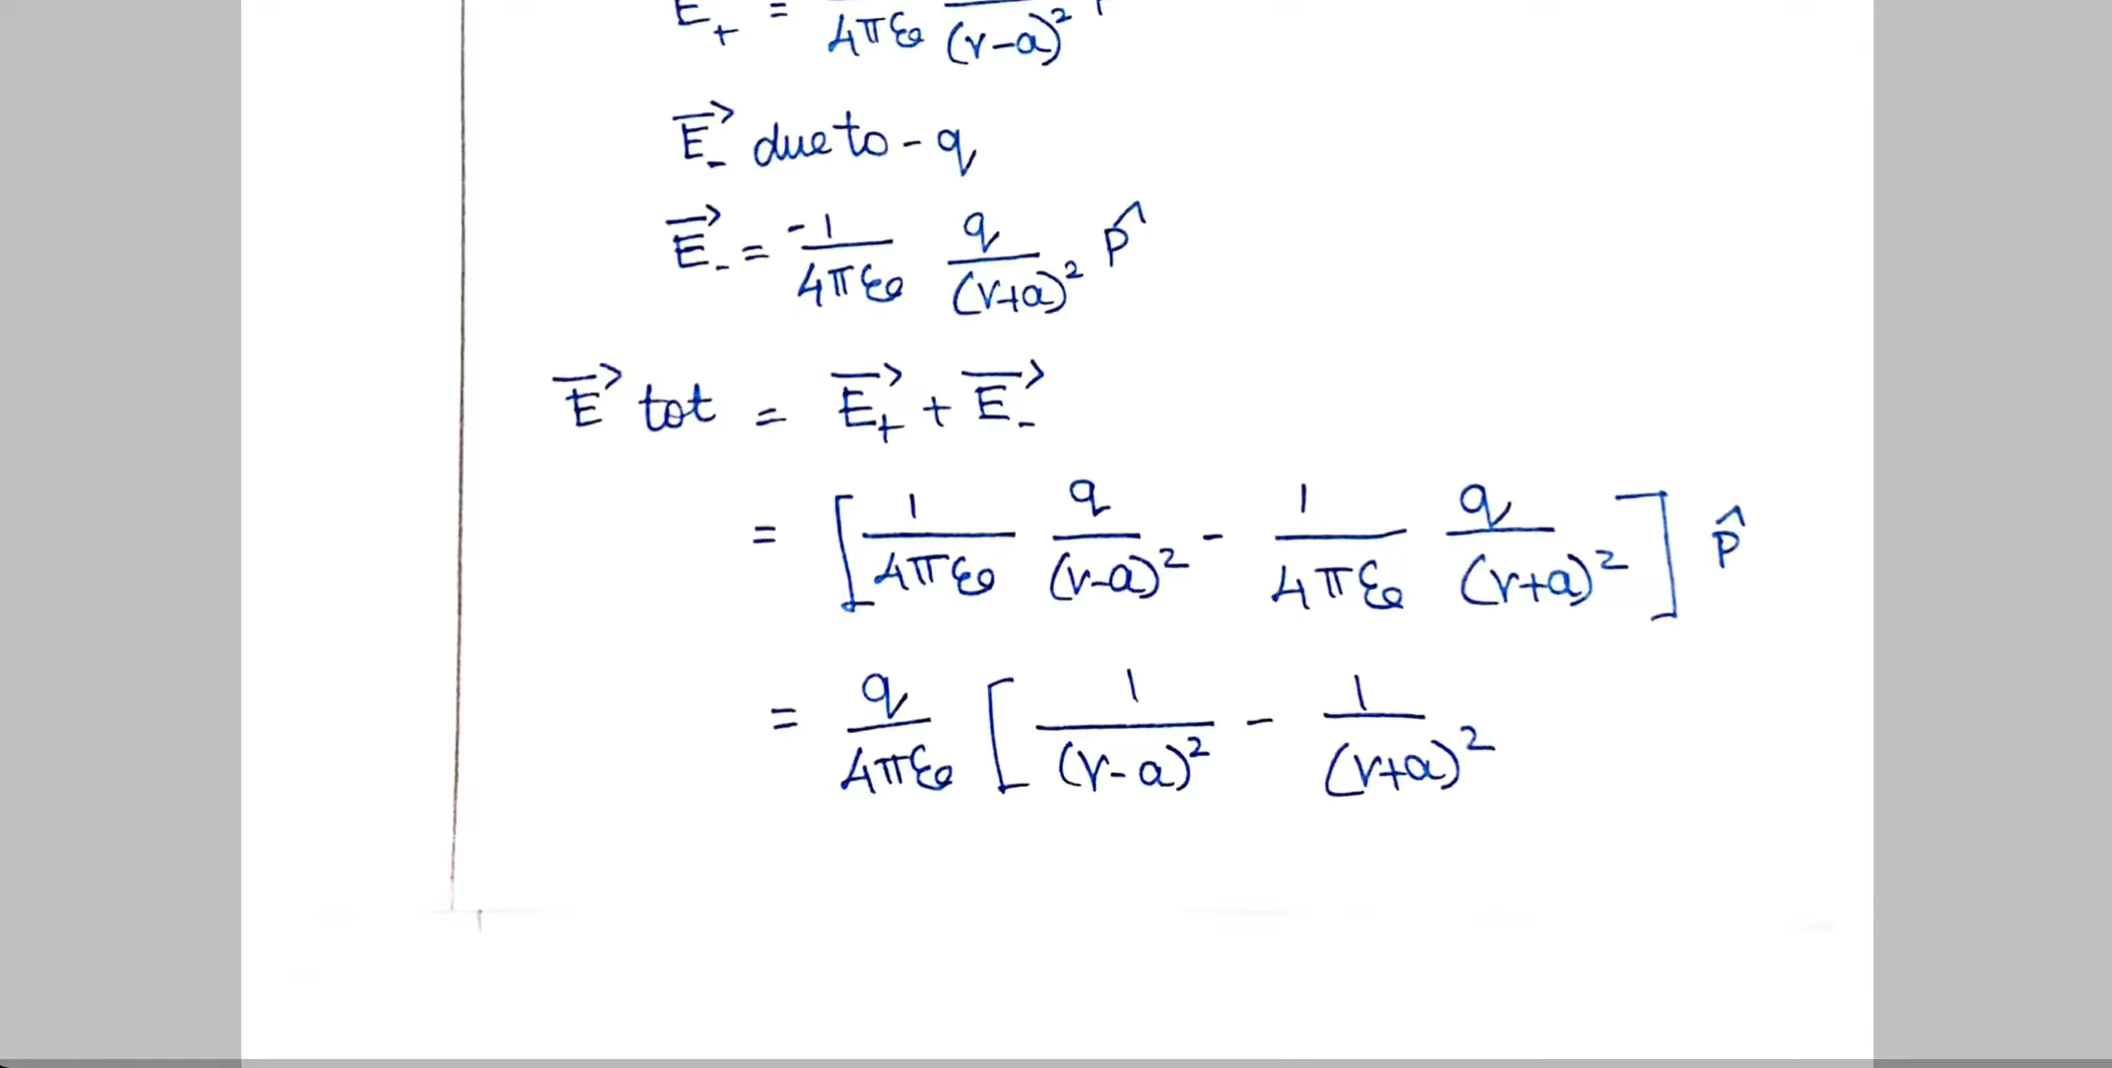 E₊ = 4πε₀ (r-a)²
E⃗₋ due to - q
E⃗₋ = -1/4πε₀ q/(r+a)² p̂
E⃗ tot = E⃗₊ + E⃗₋
= [1/4πε₀ q/(r-a)² - 1/4πε₀ q/(r+a)²] p̂
= q/4πε₀ [1/(r-a)² - 1/(r+a)²